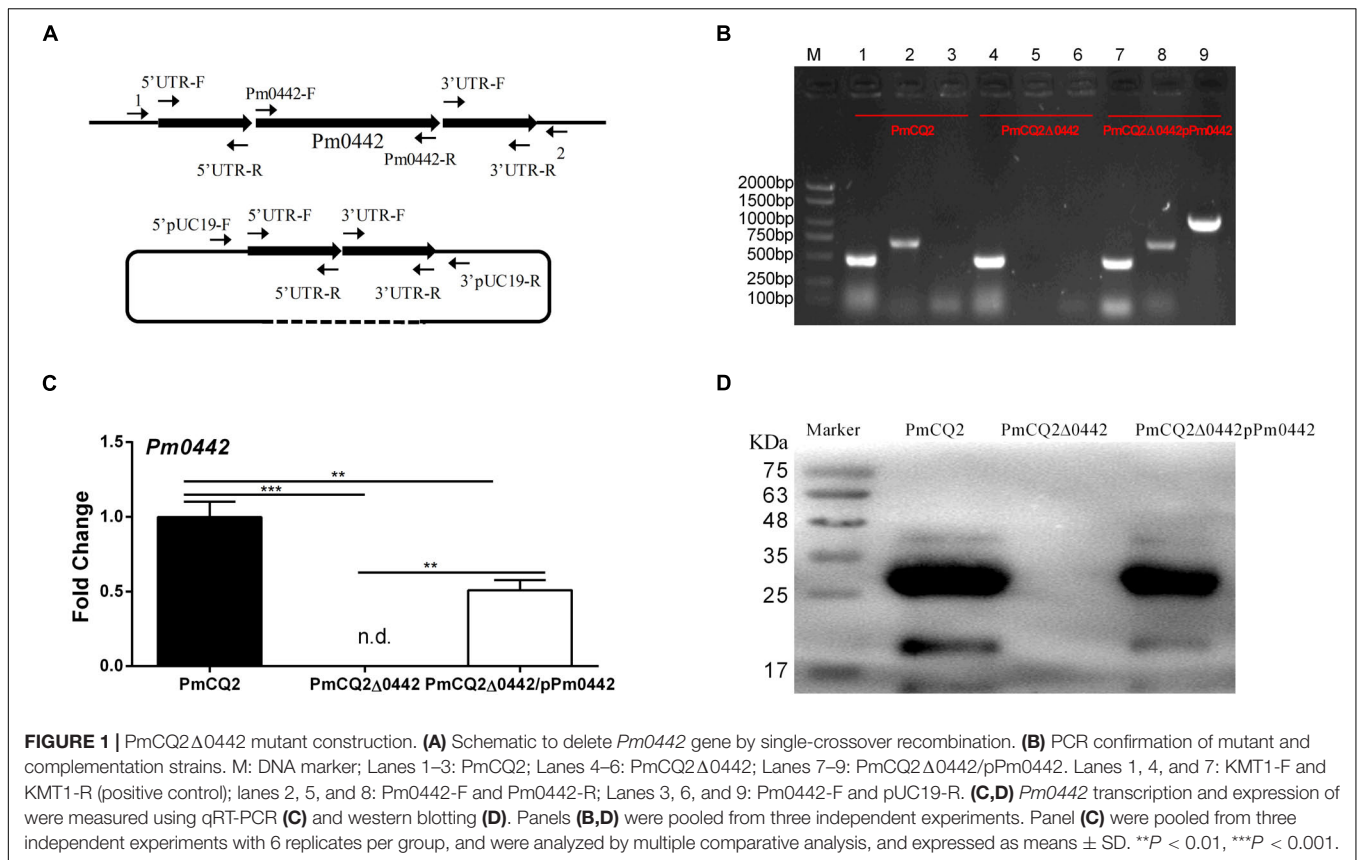 A
5'UTR-F
Pm0442-F
3'UTR-F
1
Pm0442
5'UTR-R
Pm0442-R
3'UTR-R
2
5'pUC19-F
5'UTR-F
3'UTR-F
5'UTR-R
3'UTR-R
3'pUC19-R
B
M 1 2 3 4 5 6 7 8 9
PmCQ2 PmCQ2Δ0442 PmCQ2Δ0442pPm0442
2000bp
1500bp
1000bp
750bp
500bp
250bp
100bp
C
Pm0442
Fold Change
1.5
1.0
0.5
0.0
**
***
**
n.d.
PmCQ2 PmCQ2Δ0442 PmCQ2Δ0442/pPm0442
D
KDa Marker PmCQ2 PmCQ2Δ0442 PmCQ2Δ0442pPm0442
75
63
48
35
25
17
FIGURE 1 | PmCQ2Δ0442 mutant construction. (A) Schematic to delete Pm0442 gene by single-crossover recombination. (B) PCR confirmation of mutant and
complementation strains. M: DNA marker; Lanes 1–3: PmCQ2; Lanes 4–6: PmCQ2Δ0442; Lanes 7–9: PmCQ2Δ0442/pPm0442. Lanes 1, 4, and 7: KMT1-F and
KMT1-R (positive control); lanes 2, 5, and 8: Pm0442-F and Pm0442-R; Lanes 3, 6, and 9: Pm0442-F and pUC19-R. (C,D) Pm0442 transcription and expression of
were measured using qRT-PCR (C) and western blotting (D). Panels (B,D) were pooled from three independent experiments. Panel (C) were pooled from three
independent experiments with 6 replicates per group, and were analyzed by multiple comparative analysis, and expressed as means ± SD. **P < 0.01, ***P < 0.001.